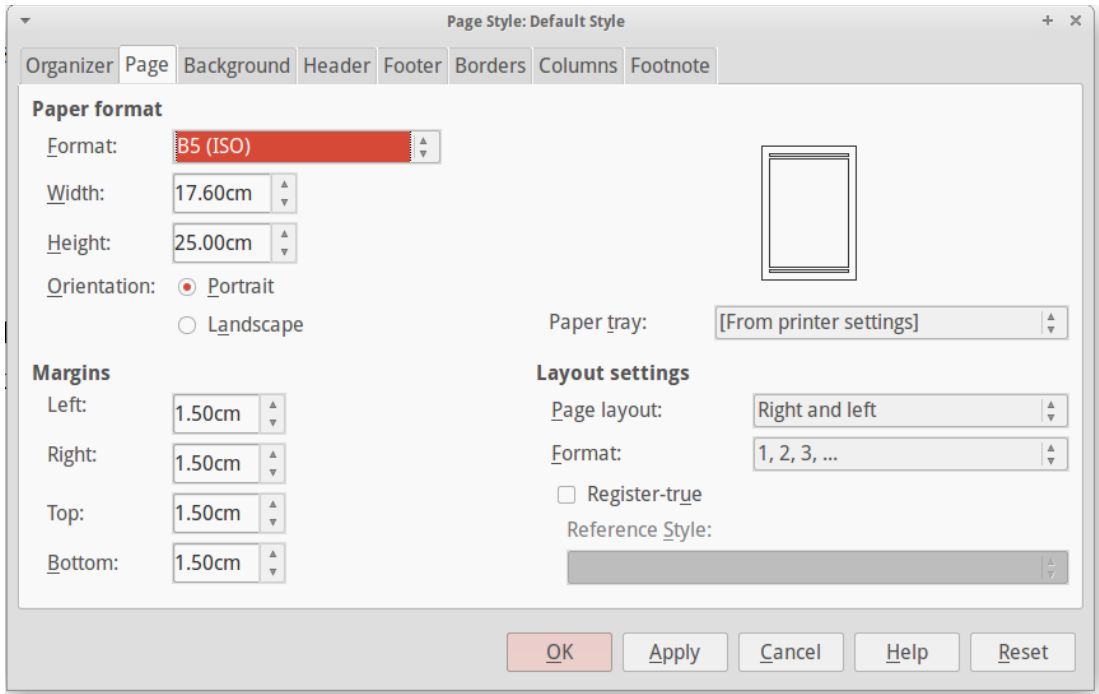 Page Style: Default Style
Organizer Page Background Header Footer Borders Columns Footnote
Paper format
Format: B5 (ISO)
Width: 17.60cm
Height: 25.00cm
Orientation: Portrait
Landscape
Paper tray: [From printer settings]
Margins
Left: 1.50cm
Right: 1.50cm
Top: 1.50cm
Bottom: 1.50cm
Layout settings
Page layout: Right and left
Format: 1, 2, 3, ...
Register-true
Reference Style:
OK Apply Cancel Help Reset